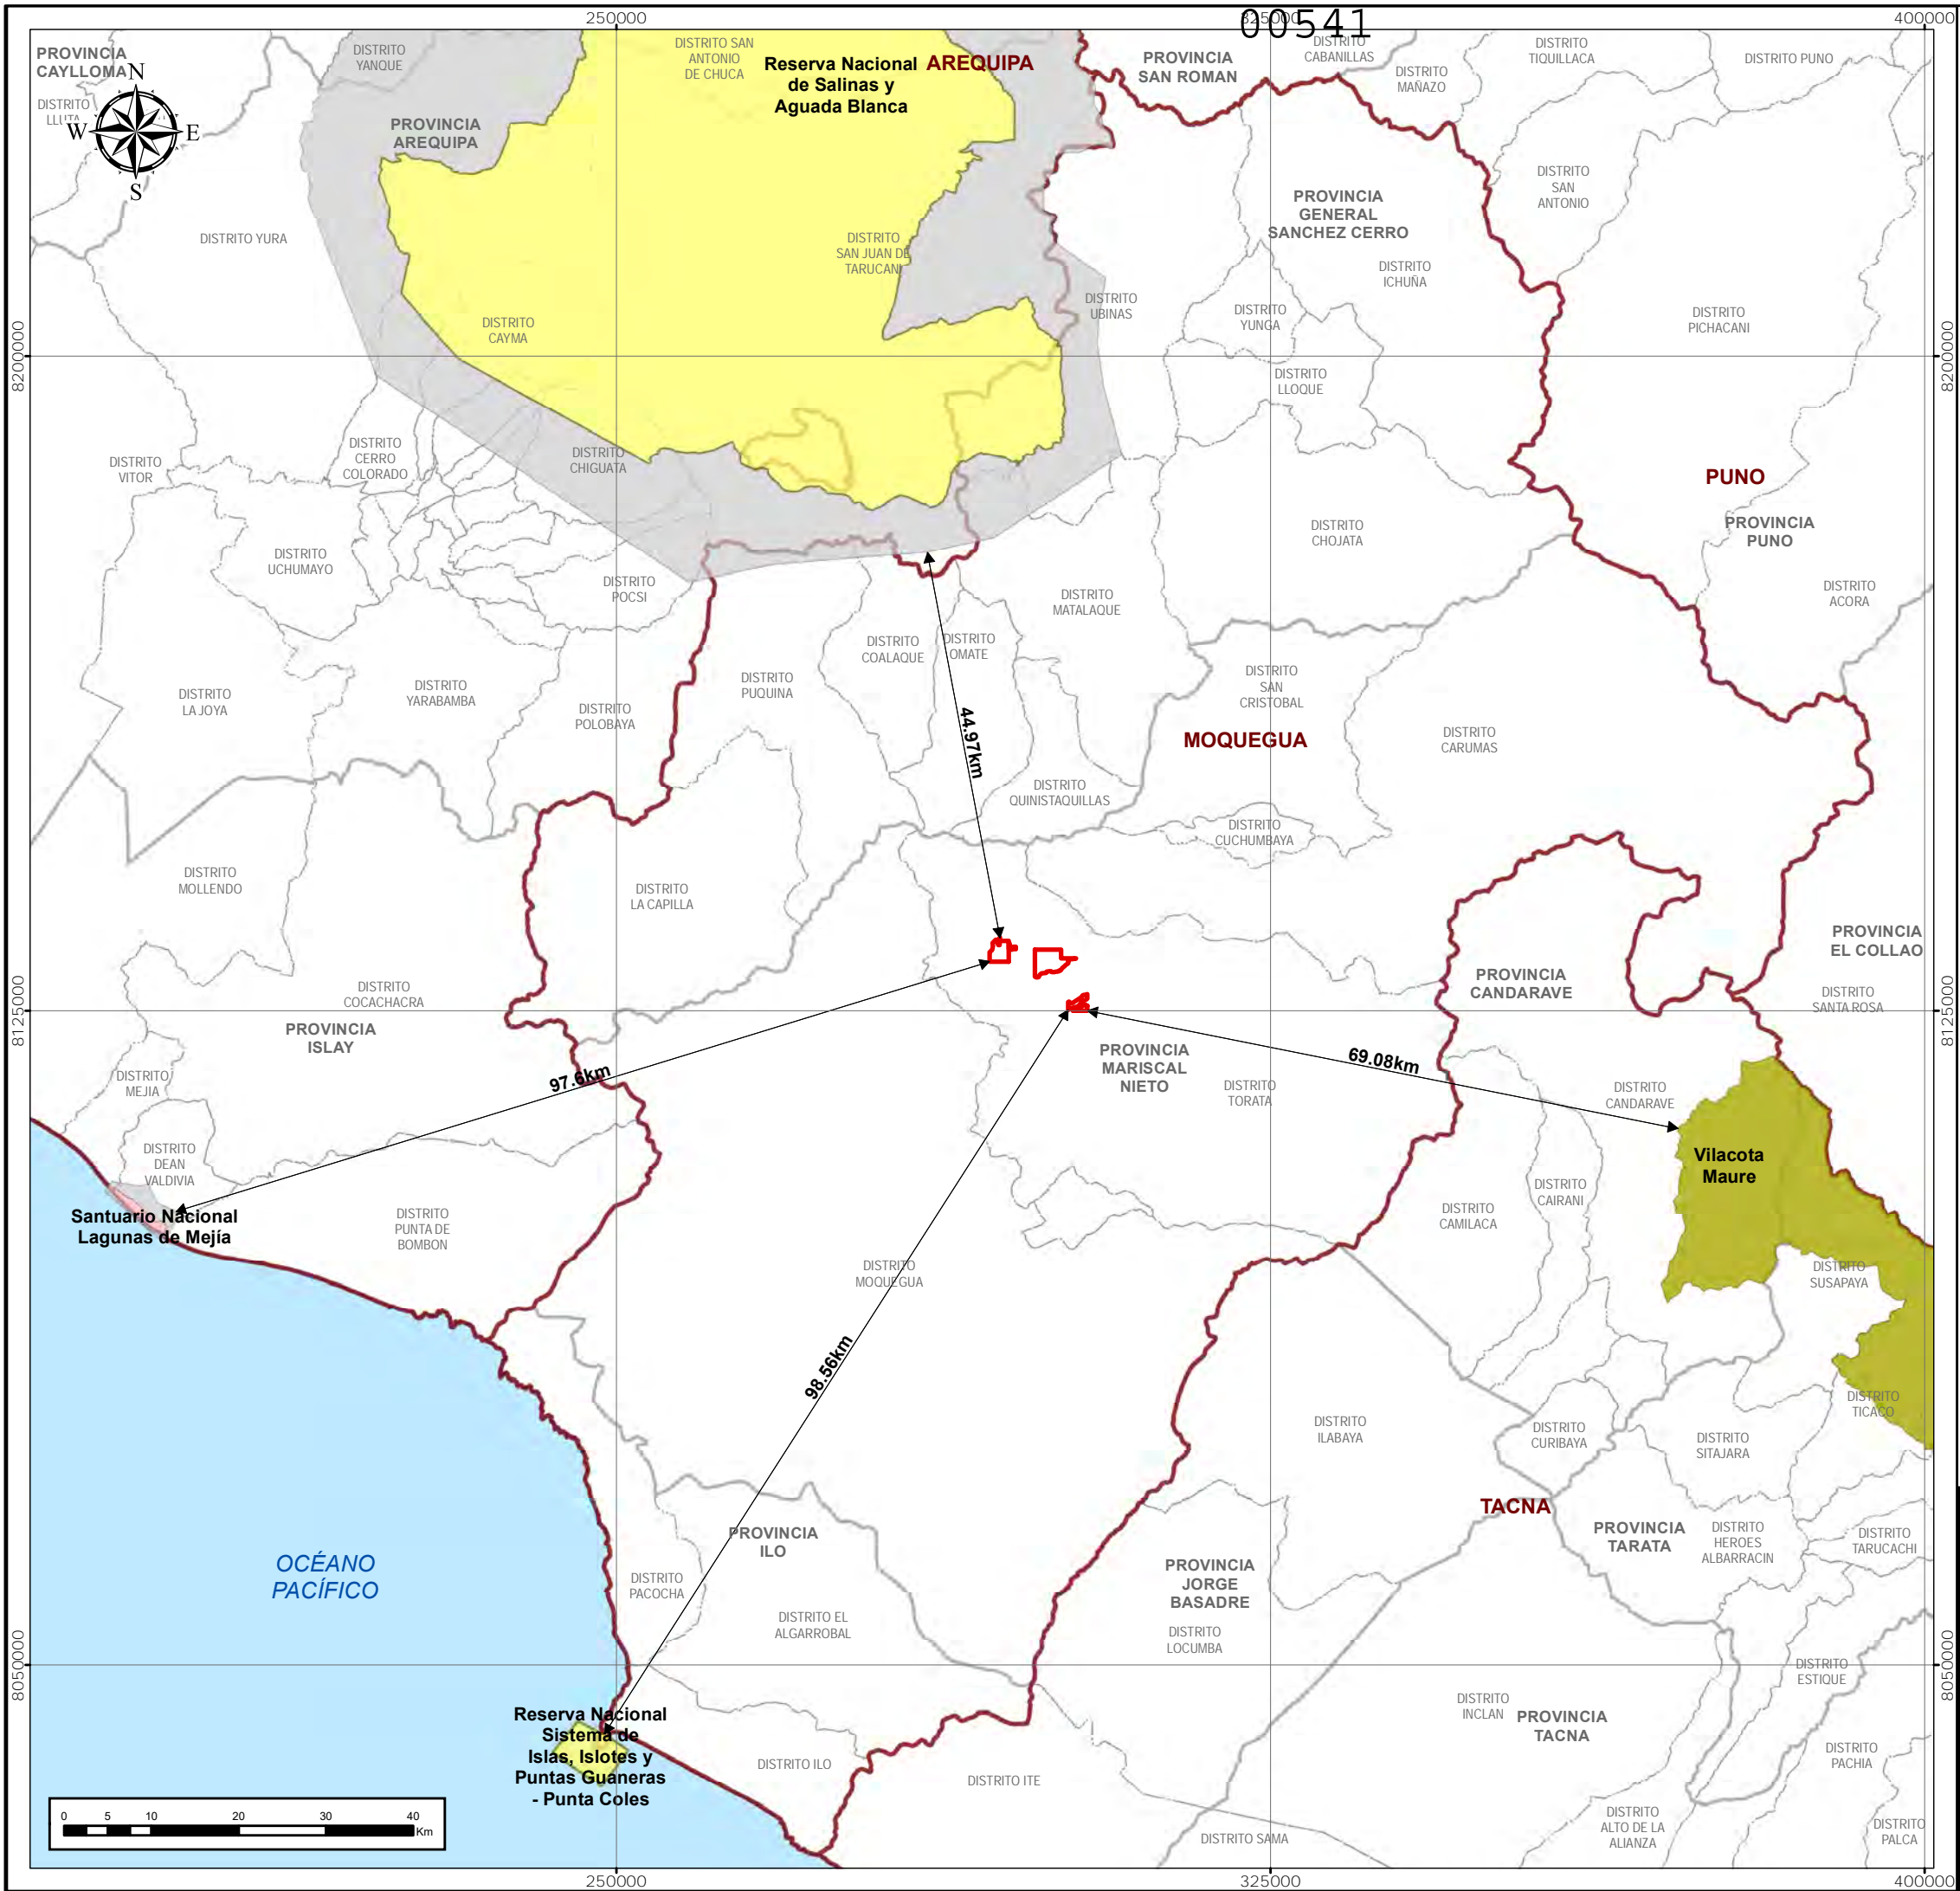 00541
250000
325000
400000
PROVINCIA
CAYLLOMA
DISTRITO
YANQUE
DISTRITO SAN
ANTONIO
DE CHUCA
Reserva Nacional
de Salinas y
Aguada Blanca
AREQUIPA
PROVINCIA
SAN ROMAN
DISTRITO
CABANILLAS
DISTRITO
MAÑAZO
DISTRITO
TIQUILLACA
DISTRITO PUNO
DISTRITO
LLUTA
N
W
E
S
PROVINCIA
AREQUIPA
DISTRITO YURA
DISTRITO
SAN JUAN DE
TARUCANI
PROVINCIA
GENERAL
SANCHEZ CERRO
DISTRITO
SAN
ANTONIO
DISTRITO
ICHUÑA
DISTRITO
UBINAS
DISTRITO
YUNGA
DISTRITO
PICHACANI
DISTRITO
CAYMA
8200000
8200000
DISTRITO
LLOQUE
DISTRITO
CERRO
COLORADO
DISTRITO
VITOR
DISTRITO
CHIGUATA
PUNO
PROVINCIA
PUNO
DISTRITO
CHOJATA
DISTRITO
UCHUMAYO
DISTRITO
POCSI
DISTRITO
MATALAQUE
DISTRITO
ACORA
DISTRITO
COALAQUE
DISTRITO
OMATE
DISTRITO
PUQUINA
DISTRITO
SAN
CRISTOBAL
DISTRITO
LA JOYA
DISTRITO
YARABAMBA
DISTRITO
POLOBAYA
44.97km
MOQUEGUA
DISTRITO
CARUMAS
DISTRITO
QUINISTAQUILLAS
DISTRITO
CUCHUMBAYA
DISTRITO
MOLLENDO
DISTRITO
LA CAPILLA
PROVINCIA
EL COLLAO
DISTRITO
COCACHACRA
PROVINCIA
ISLAY
PROVINCIA
CANDARAVE
DISTRITO
SANTA ROSA
8125000
8125000
PROVINCIA
MARISCAL
NIETO
DISTRITO
TORATA
69.08km
97.6km
DISTRITO
MEJIA
DISTRITO
CANDARAVE
DISTRITO
DEAN
VALDIVIA
Vilacota
Maure
DISTRITO
CAIRANI
DISTRITO
CAMILACA
Santuario Nacional
Lagunas de Mejía
DISTRITO
PUNTA DE
BOMBON
DISTRITO
MOQUEGUA
DISTRITO
SUSAPAYA
98.56km
DISTRITO
TICACO
DISTRITO
ILABAYA
DISTRITO
CURIBAYA
DISTRITO
SITAJARA
TACNA
PROVINCIA
ILO
PROVINCIA
TARATA
DISTRITO
HEROES
ALBARRACIN
DISTRITO
TARUCACHI
OCÉANO
PACÍFICO
DISTRITO
PACOCHA
PROVINCIA
JORGE
BASADRE
DISTRITO EL
ALGARROBAL
DISTRITO
LOCUMBA
8050000
8050000
DISTRITO
ESTIQUE
DISTRITO
INCLAN
PROVINCIA
TACNA
Reserva Nacional
Sistema de
Islas, Islotes y
Puntas Guaneras
- Punta Coles
DISTRITO ILO
DISTRITO ITE
DISTRITO
PACHIA
DISTRITO
ALTO DE LA
ALIANZA
DISTRITO
PALCA
DISTRITO SAMA
0 5 10 20 30 40
Km
250000
325000
400000